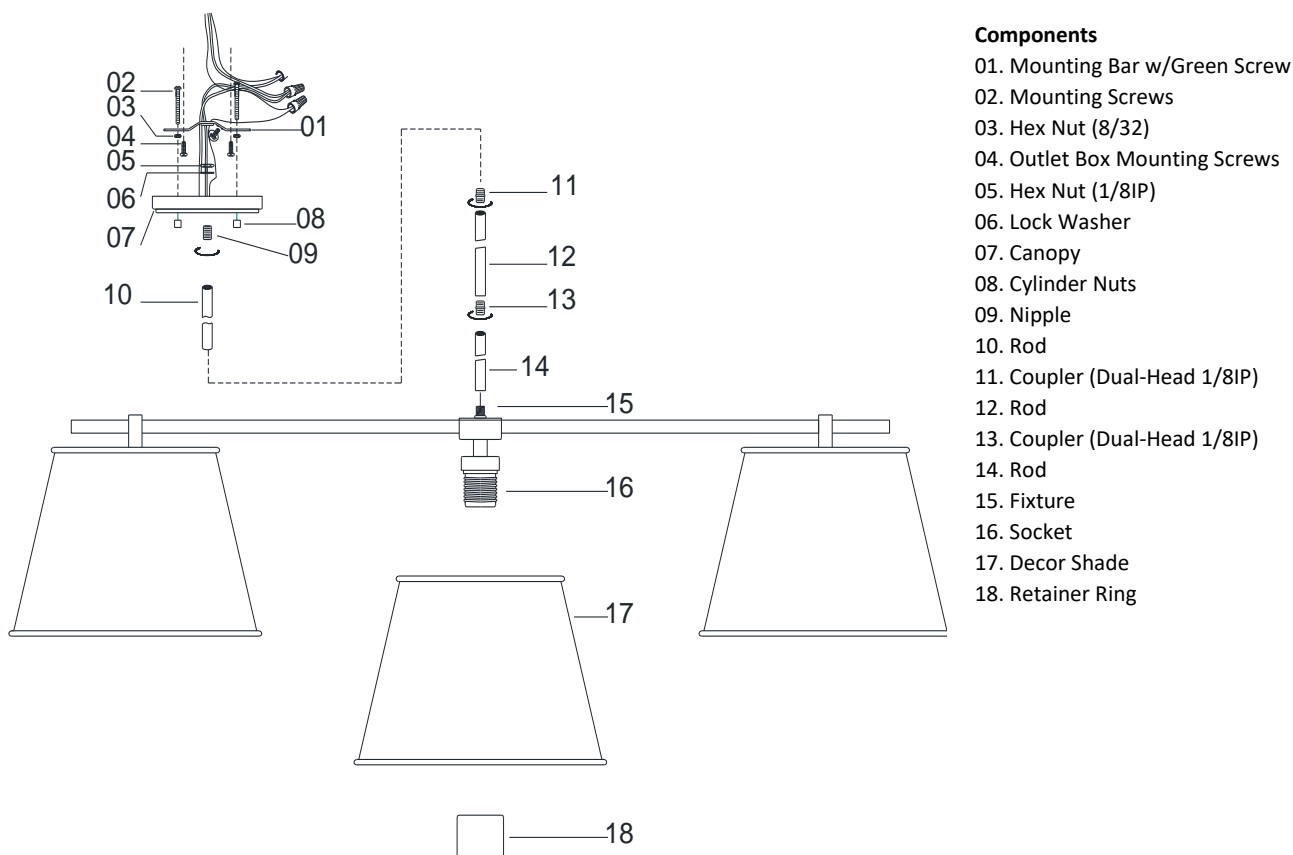 02
03
04
05
06
07
01
08
09
10
11
12
13
14
15
16
17
18
Components
01. Mounting Bar w/Green Screw
02. Mounting Screws
03. Hex Nut (8/32)
04. Outlet Box Mounting Screws
05. Hex Nut (1/8IP)
06. Lock Washer
07. Canopy
08. Cylinder Nuts
09. Nipple
10. Rod
11. Coupler (Dual-Head 1/8IP)
12. Rod
13. Coupler (Dual-Head 1/8IP)
14. Rod
15. Fixture
16. Socket
17. Decor Shade
18. Retainer Ring